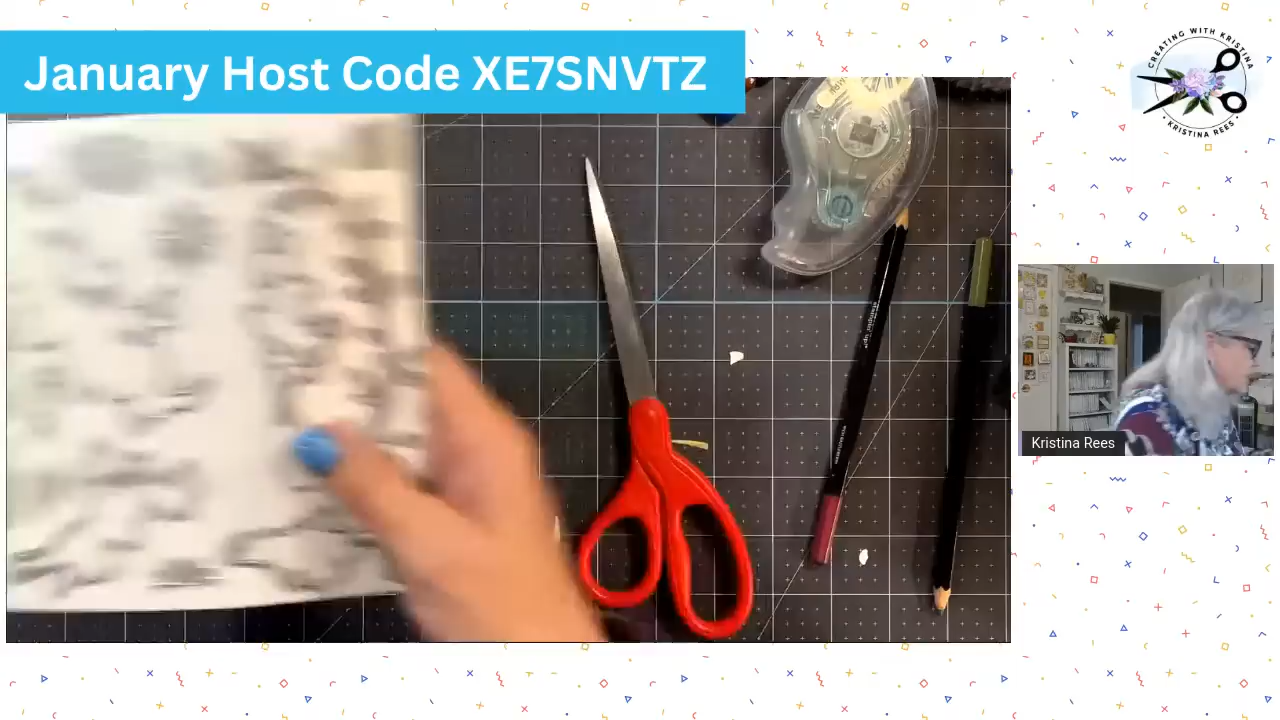 January Host Code XE7SNVTZ
CREATING WITH KRISTINA
• KRISTINA REES •
Kristina Rees